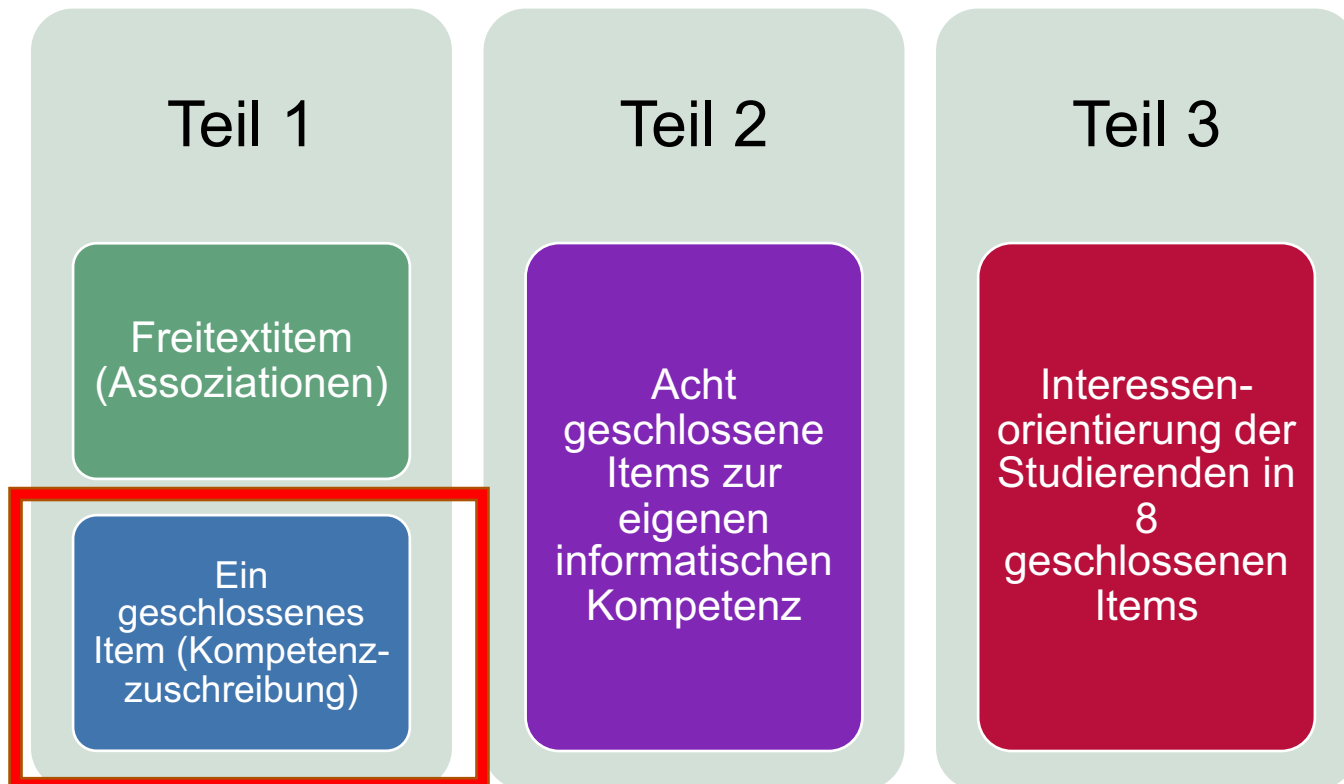 Teil 1
Freitextitem
(Assoziationen)
Ein
geschlossenes
Item (Kompetenz-
zuschreibung)
Teil 2
Acht
geschlossene
Items zur
eigenen
informatischen
Kompetenz
Teil 3
Interessen-
orientierung der
Studierenden in
8
geschlossenen
Items